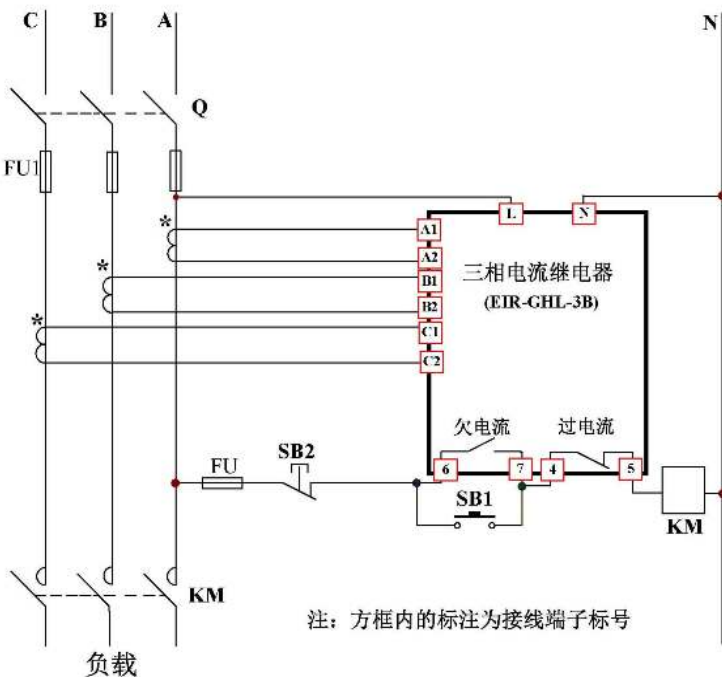 C B A N
Q
FU1
L N
* A1
A2
* B1
三相电流继电器
(EIR-GHL-3B)
B2
* C1
C2
欠电流 过电流
FU SB2 6 7 4 5
SB1
KM
KM
注：方框内的标注为接线端子标号
负载